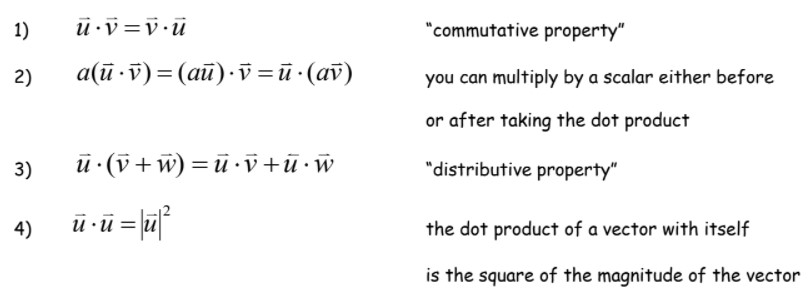 1) $\vec{u} \cdot \vec{v} = \vec{v} \cdot \vec{u}$ “commutative property”
2) $a(\vec{u} \cdot \vec{v}) = (a\vec{u}) \cdot \vec{v} = \vec{u} \cdot (a\vec{v})$ you can multiply by a scalar either before
or after taking the dot product
3) $\vec{u} \cdot (\vec{v} + \vec{w}) = \vec{u} \cdot \vec{v} + \vec{u} \cdot \vec{w}$ “distributive property”
4) $\vec{u} \cdot \vec{u} = |\vec{u}|^2$ the dot product of a vector with itself
is the square of the magnitude of the vector